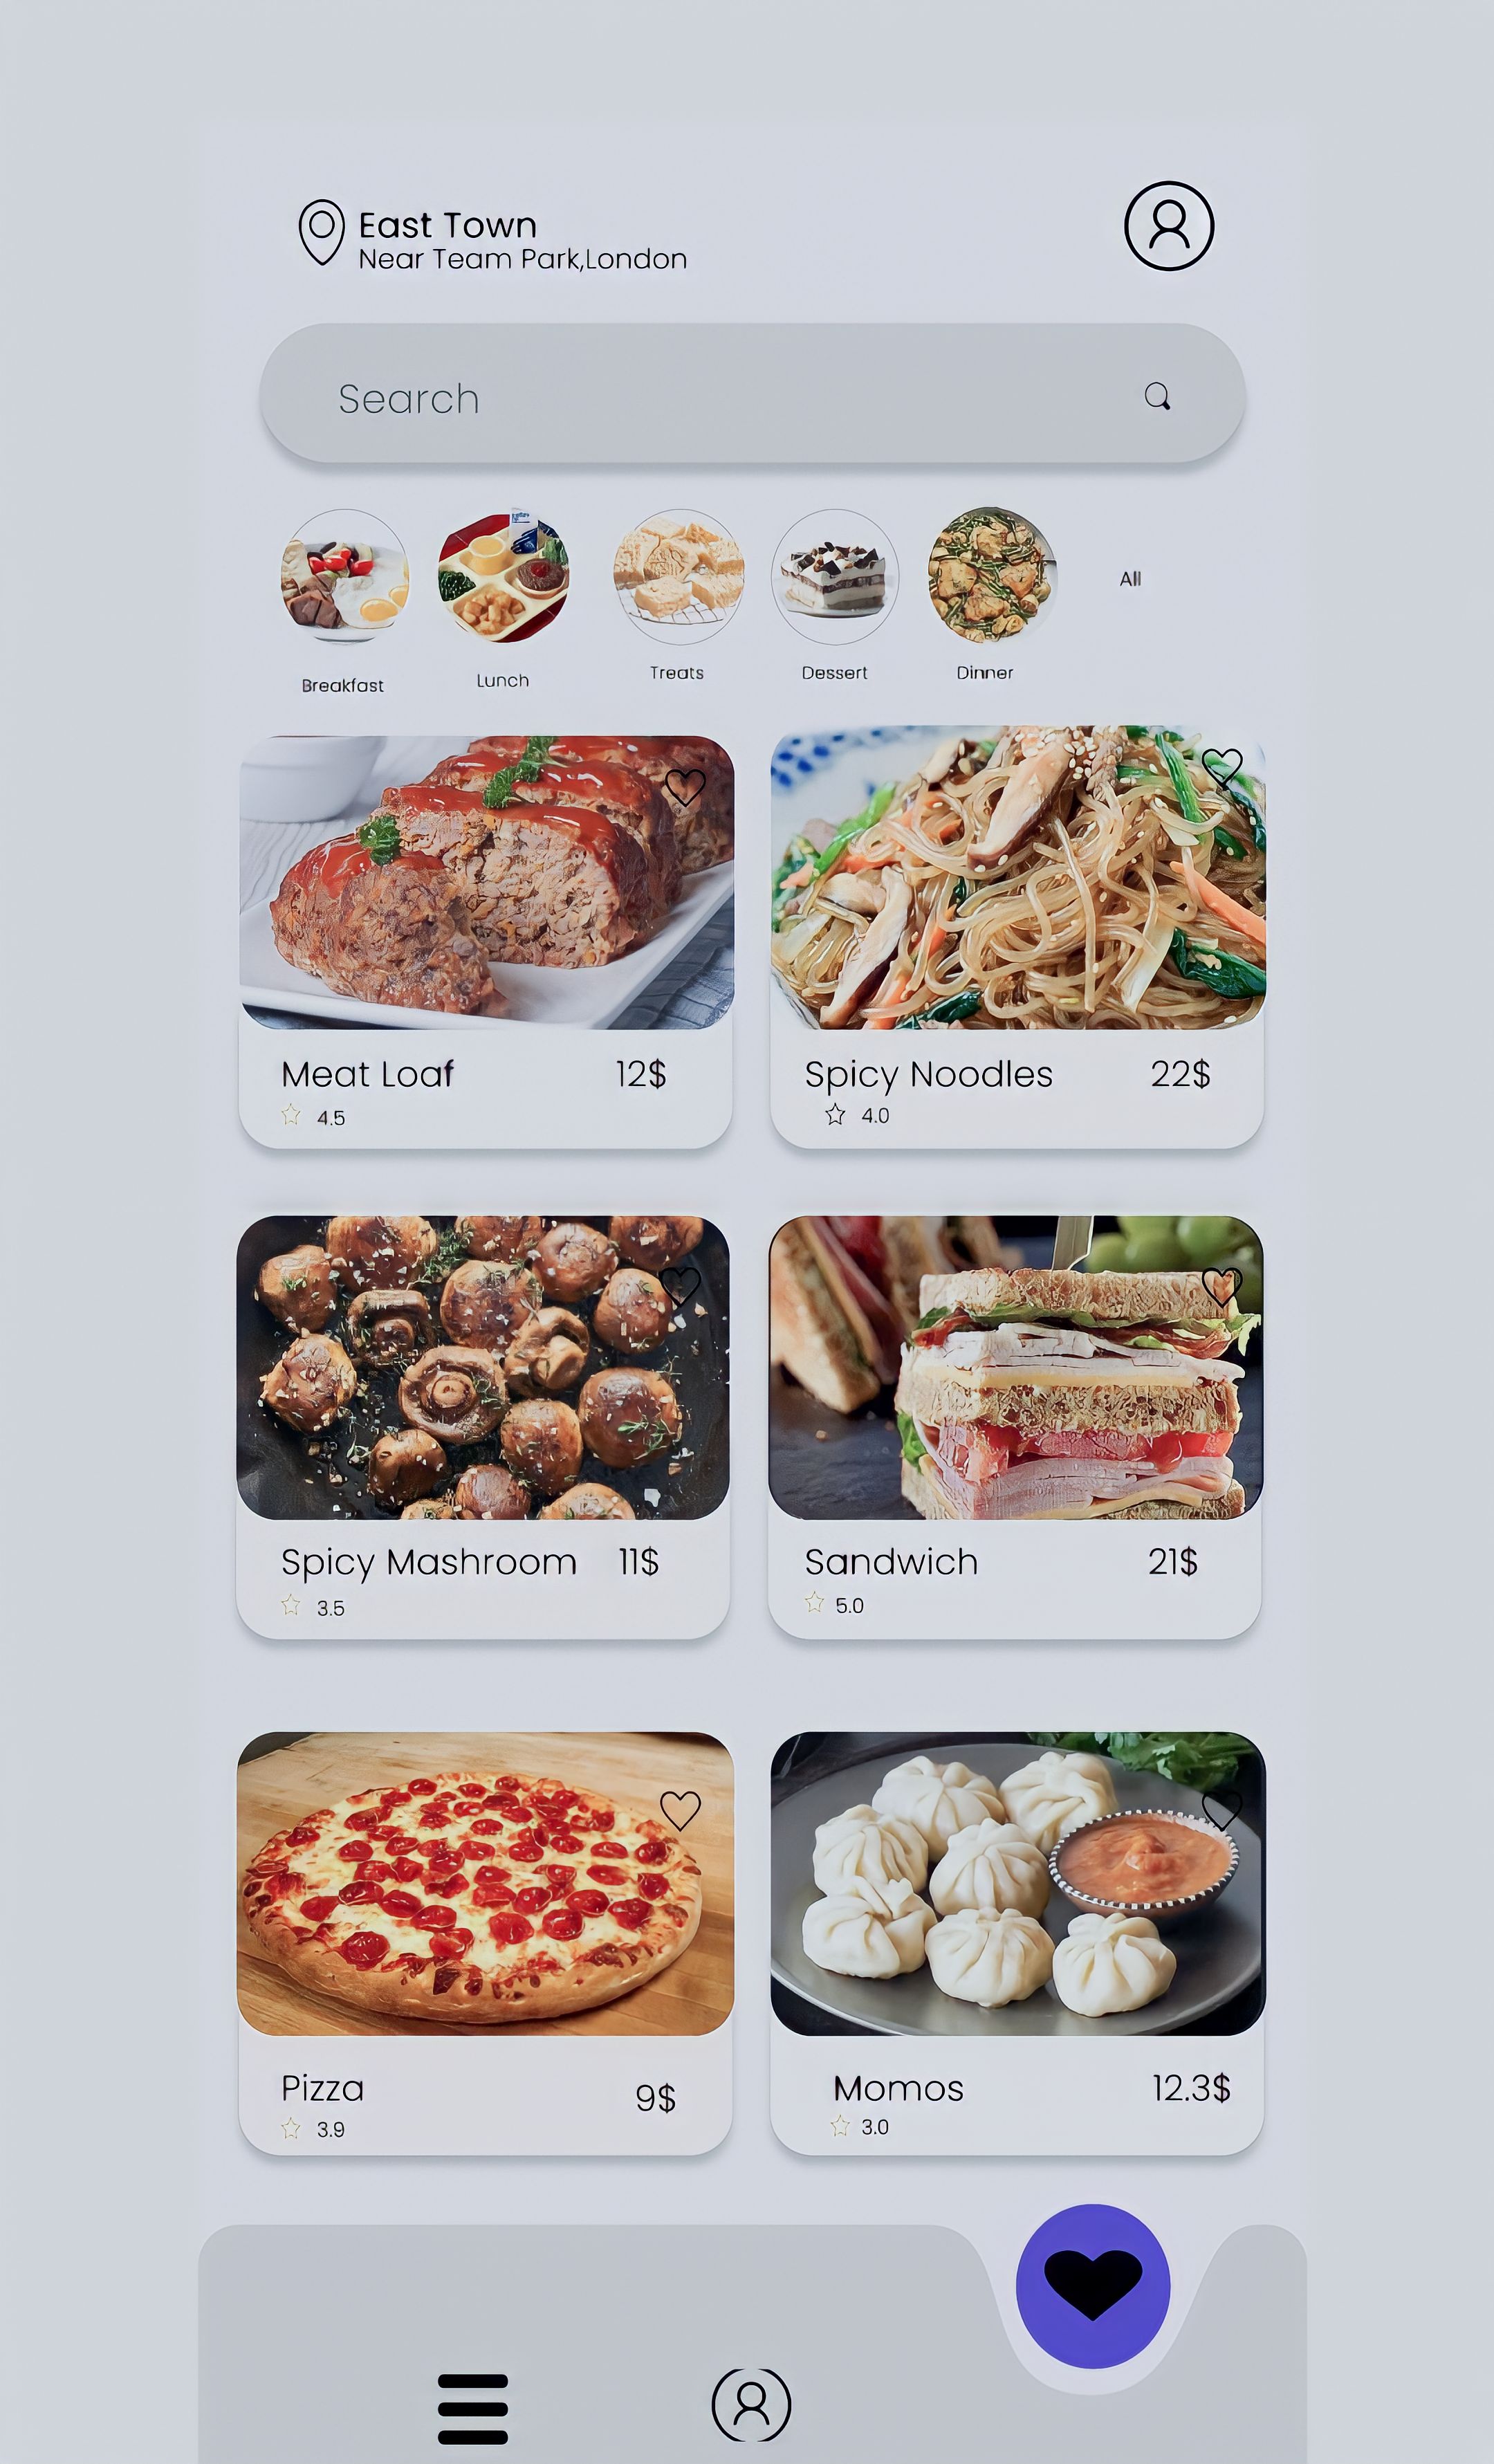 East Town
Near Team Park,London
Search
All
Breakfast
Lunch
Treats
Dessert
Dinner
Meat Loaf 12$
4.5
Spicy Noodles 22$
4.0
Spicy Mashroom 11$
3.5
Sandwich 21$
5.0
Pizza 9$
3.9
Momos 12.3$
3.0